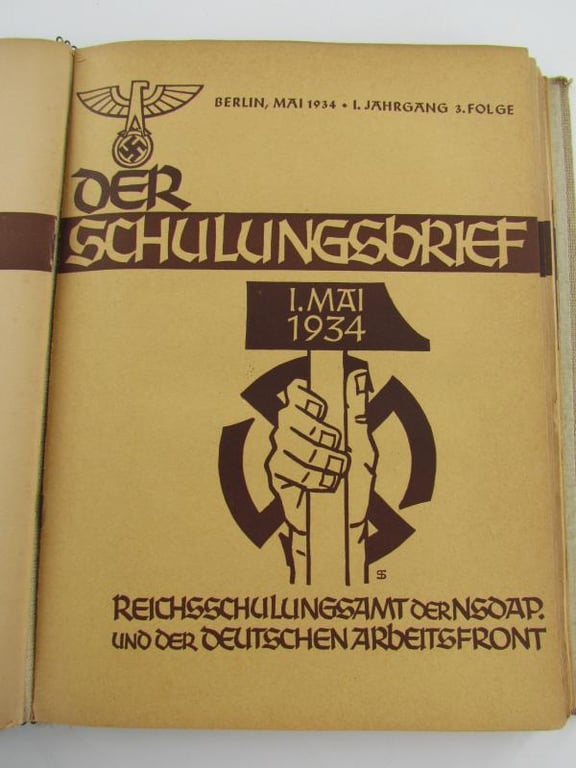 BERLIN, MAI 1934 • I. JAHRGANG 3. FOLGE
DER
SCHULUNGSBRIEF
I. MAI
1934
REICHSSCHULUNGSAMT DER NSDAP.
UND DER DEUTSCHEN ARBEITSFRONT